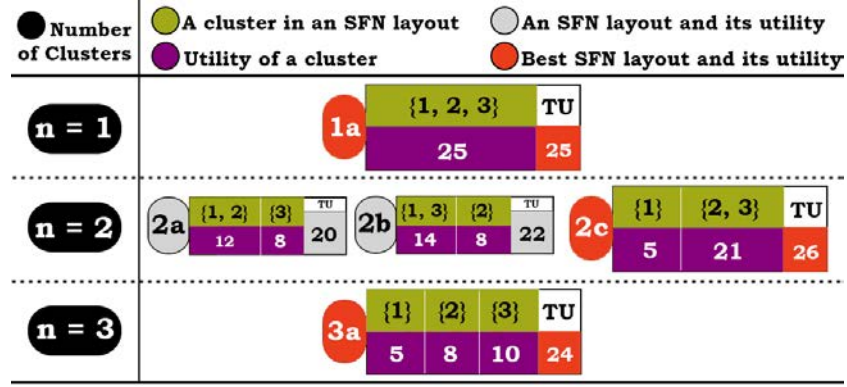 Number of Clusters
A cluster in an SFN layout
An SFN layout and its utility
Utility of a cluster
Best SFN layout and its utility
n = 1
1a
{1, 2, 3} TU
25 25
n = 2
2a
{1, 2} {3} TU
12 8 20
2b
{1, 3} {2} TU
14 8 22
2c
{1} {2, 3} TU
5 21 26
n = 3
3a
{1} {2} {3} TU
5 8 10 24